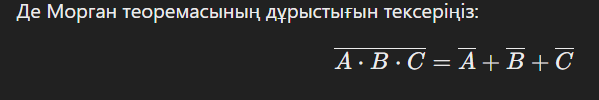 Де Морган теоремасының дұрыстығын тексеріңіз:
$\overline{A \cdot B \cdot C} = \overline{A} + \overline{B} + \overline{C}$